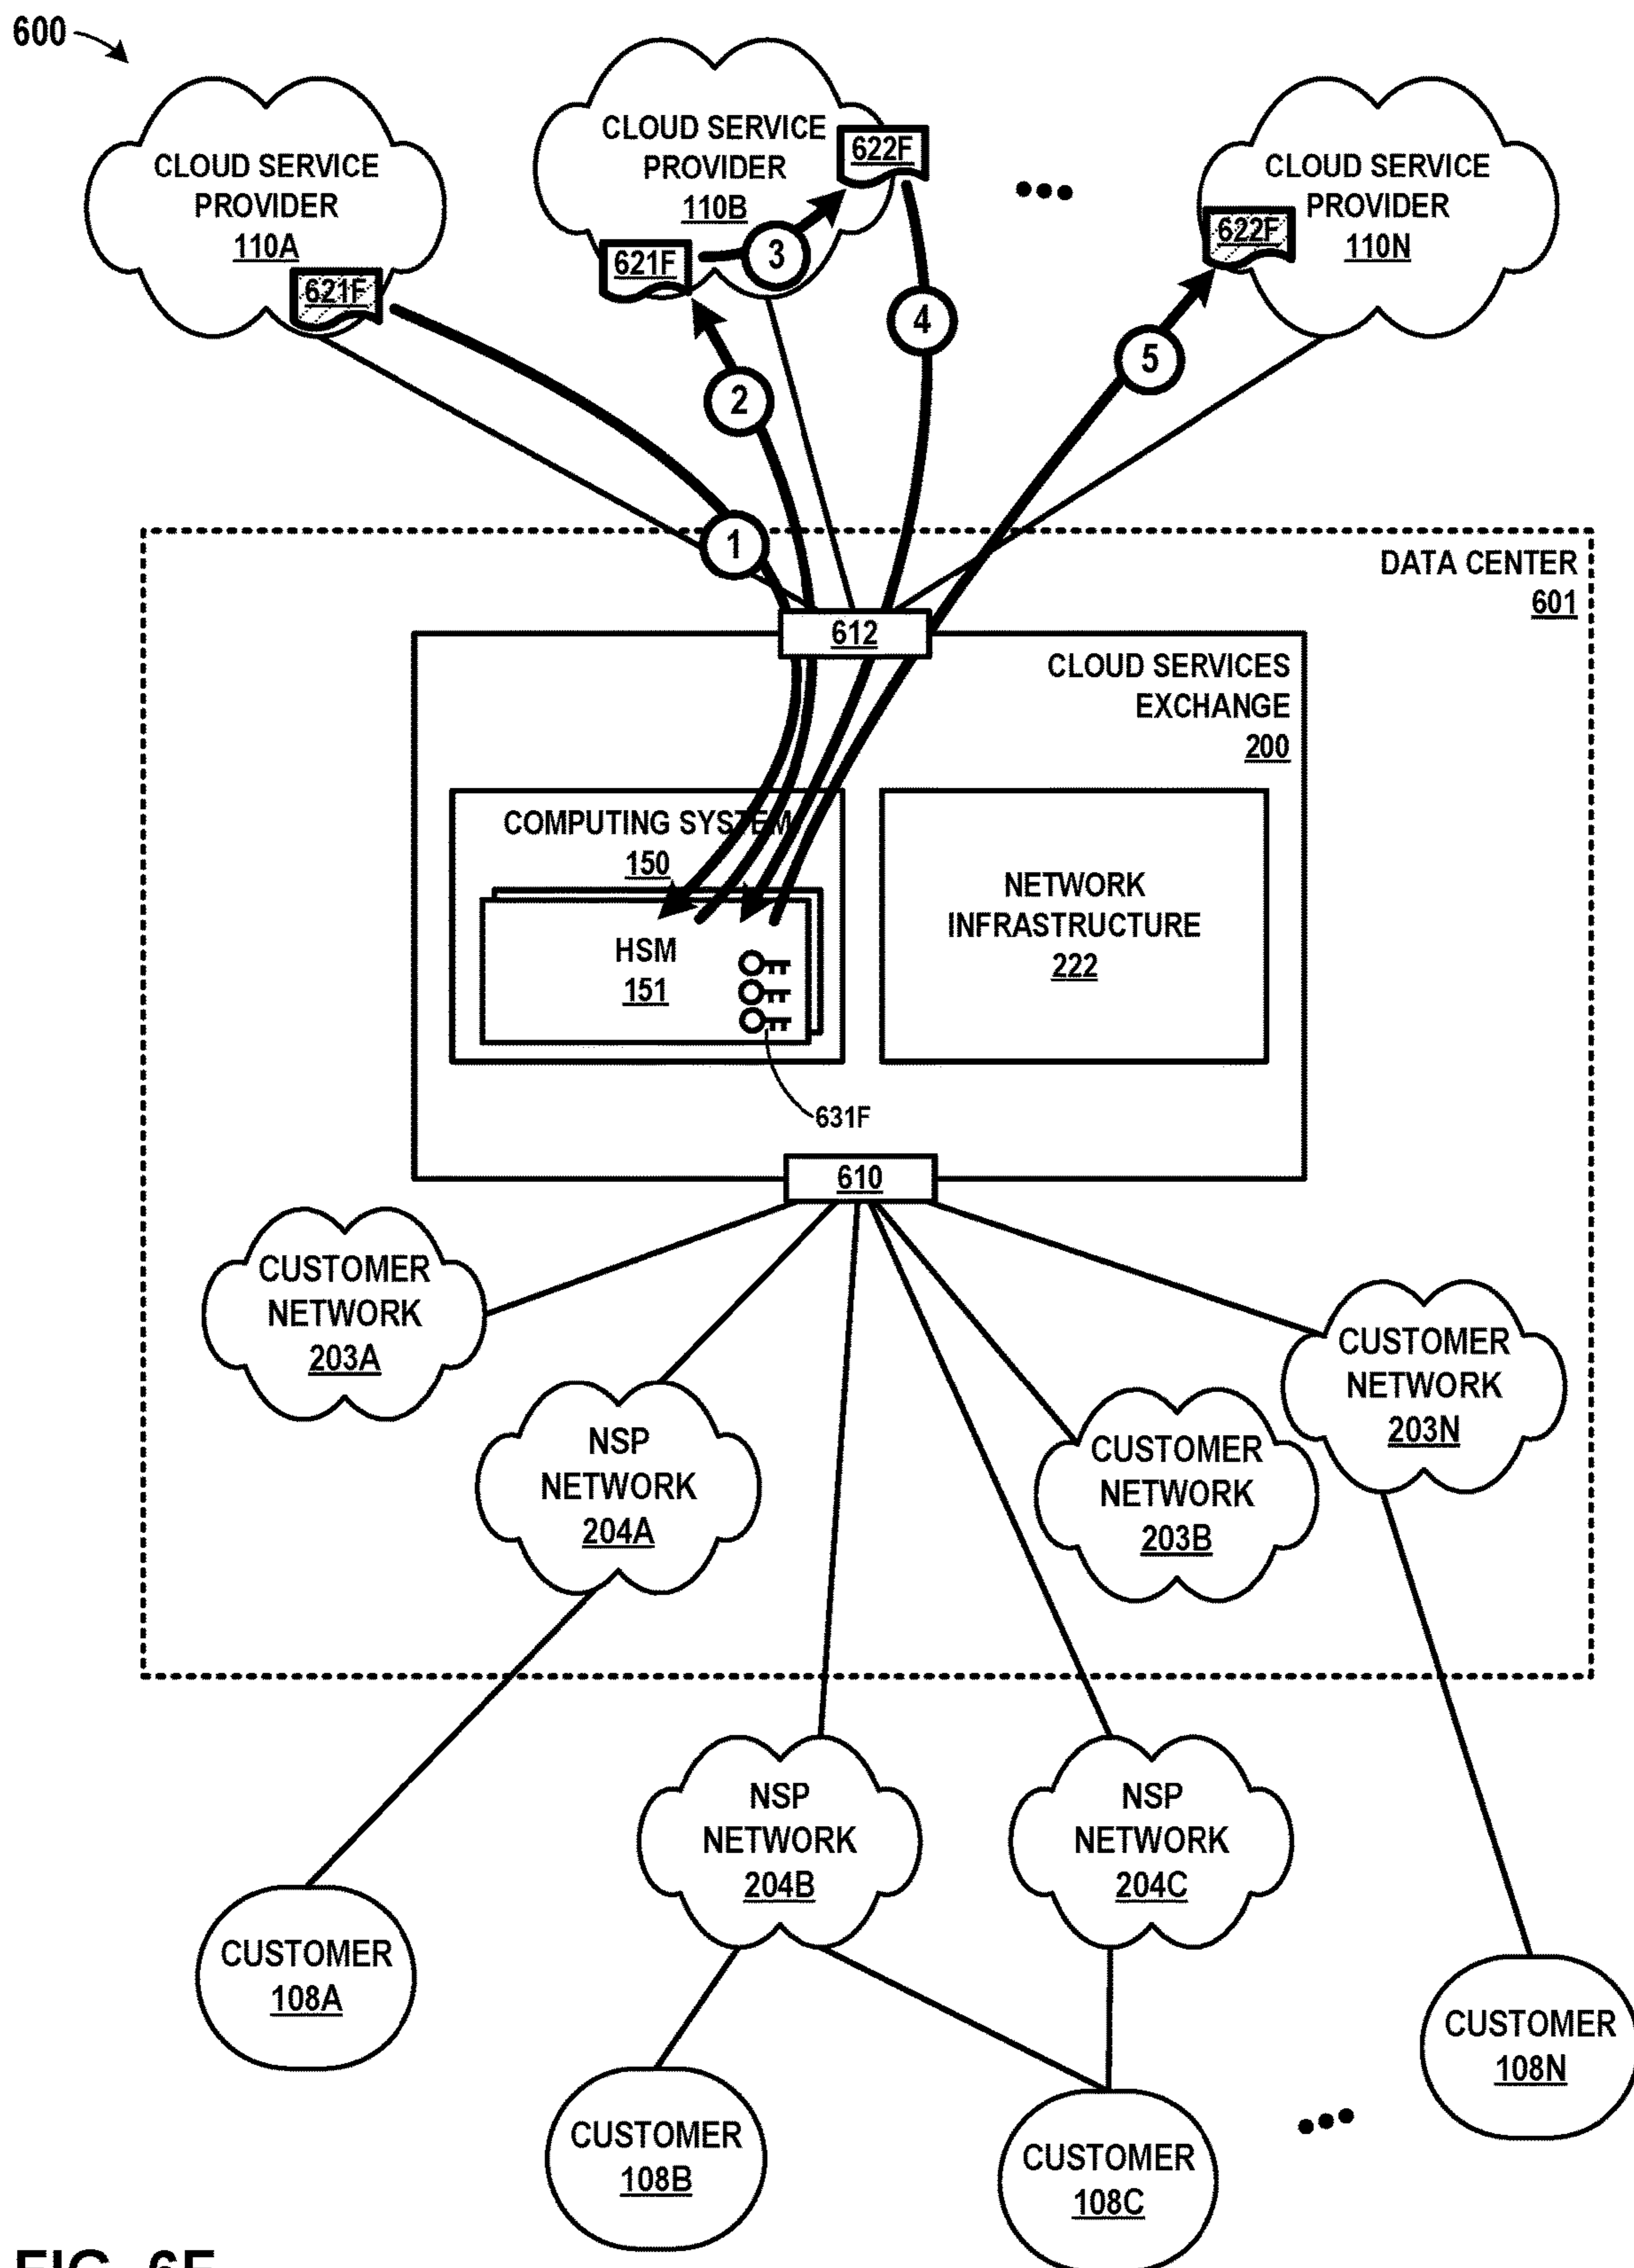 600
CLOUD SERVICE
PROVIDER
110A
621F
CLOUD SERVICE
PROVIDER
110B
622F
621F
3
CLOUD SERVICE
PROVIDER
110N
622F
4
5
2
1
DATA CENTER
601
612
CLOUD SERVICES
EXCHANGE
200
COMPUTING SYSTEM
150
HSM
151
NETWORK
INFRASTRUCTURE
222
631F
610
CUSTOMER
NETWORK
203A
NSP
NETWORK
204A
CUSTOMER
NETWORK
203B
CUSTOMER
NETWORK
203N
NSP
NETWORK
204B
NSP
NETWORK
204C
CUSTOMER
108A
CUSTOMER
108B
CUSTOMER
108C
CUSTOMER
108N